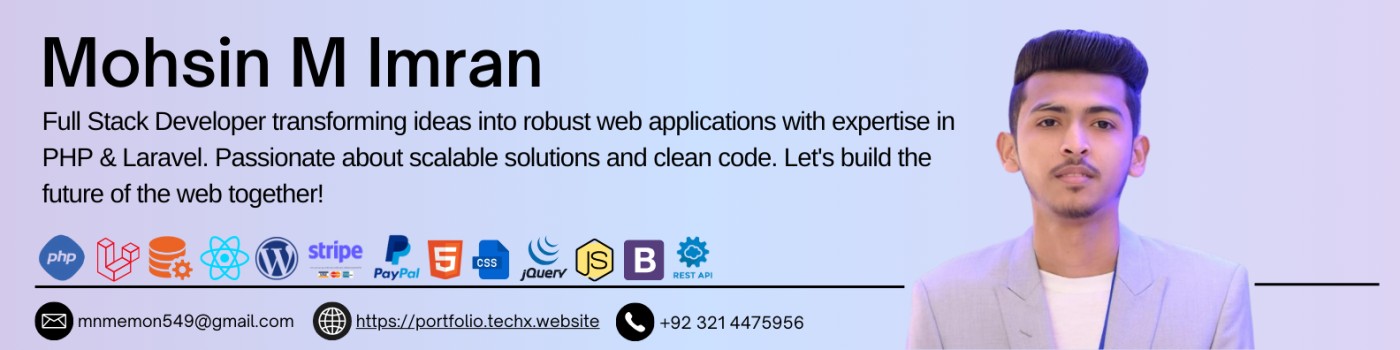 Mohsin M Imran
Full Stack Developer transforming ideas into robust web applications with expertise in
PHP & Laravel. Passionate about scalable solutions and clean code. Let's build the
future of the web together!
php stripe PayPal 5 CSS jQuery JS B REST API
mnmemon549@gmail.com https://portfolio.techx.website +92 321 4475956